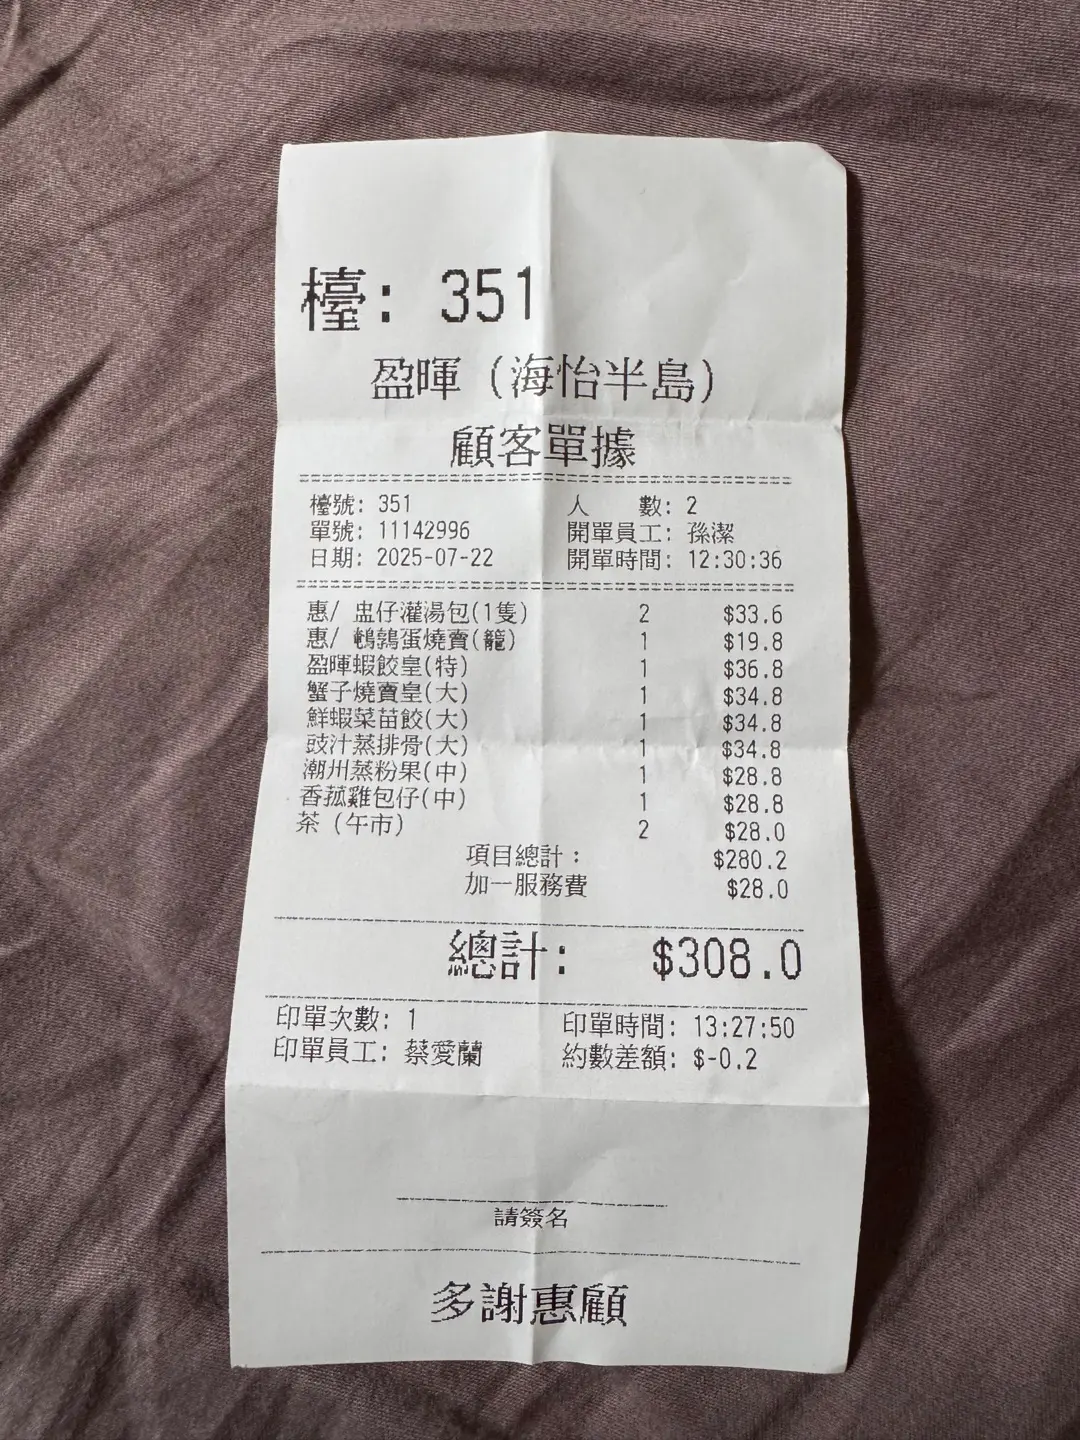 檯: 351
盈暉 (海怡半島)
顧客單據
檯號: 351 人 數: 2
單號: 11142996 開單員工: 孫潔
日期: 2025-07-22 開單時間: 12:30:36
惠/ 盅仔灌湯包(1隻) 2 $33.6
惠/ 鵪鶉蛋燒賣(籠) 1 $19.8
盈暉蝦餃皇(特) 1 $36.8
蟹子燒賣皇(大) 1 $34.8
鮮蝦菜苗餃(大) 1 $34.8
豉汁蒸排骨(大) 1 $34.8
潮州蒸粉果(中) 1 $28.8
香菰雞包仔(中) 1 $28.8
茶 (午市) 2 $28.0
項目總計: $280.2
加一服務費 $28.0
總計: $308.0
印單次數: 1 印單時間: 13:27:50
印單員工: 蔡愛蘭 約數差額: $-0.2
請簽名
多謝惠顧